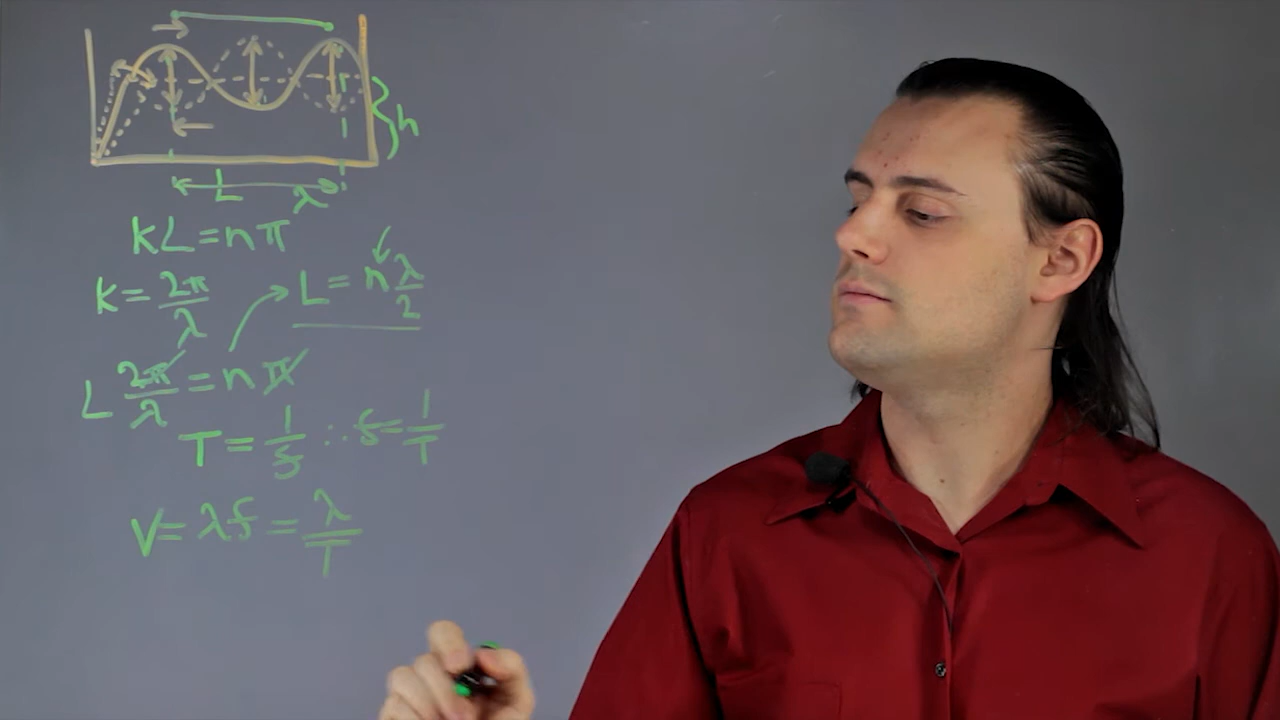 h
L λ
KL=nπ
K=2π/λ L=nλ/2
L 2π/λ=nπ
T=1/f ∴ f=1/T
V=λf=λ/T